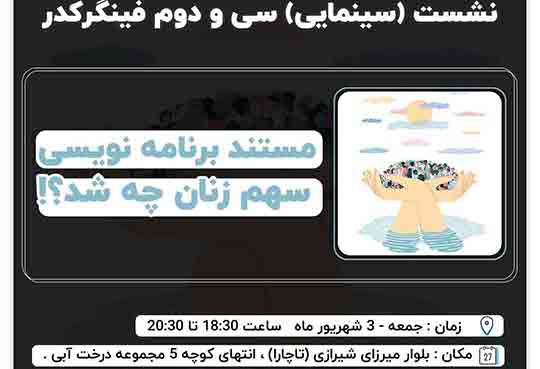 نشست (سینمایی) سی و دوم فینگرکدر
مستند برنامه نویسی
سهم زنان چه شد؟!
زمان : جمعه - 3 شهریور ماه ساعت 18:30 تا 20:30
مکان : بلوار میرزای شیرازی (تاچارا) ، انتهای کوچه 5 مجموعه درخت آبی .
27